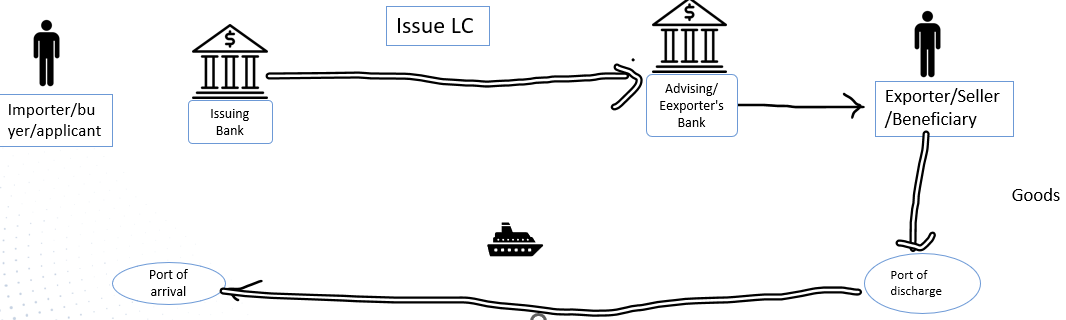 Issue LC
$
$
Importer/bu
yer/applicant
Issuing
Bank
Advising/
Eexporter's
Bank
Exporter/Seller
/Beneficiary
Goods
Port of
arrival
Port of
discharge